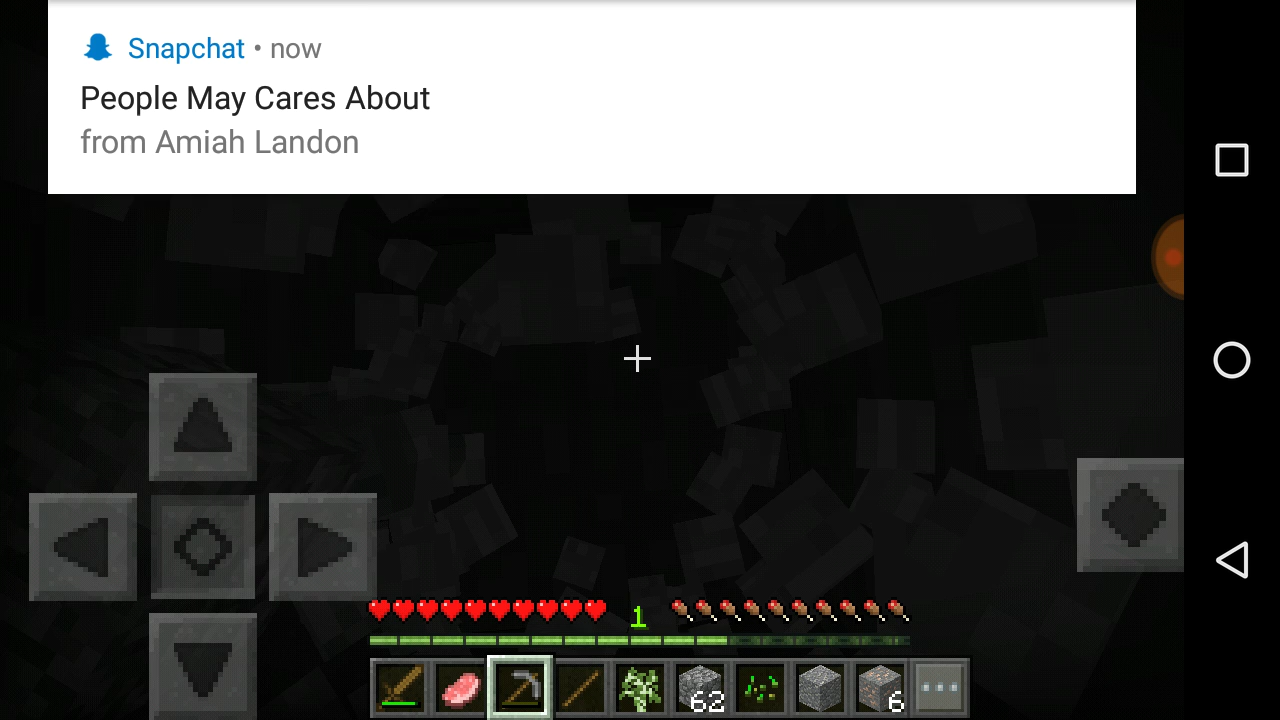 Snapchat • now
People May Cares About
from Amiah Landon
1
62
6